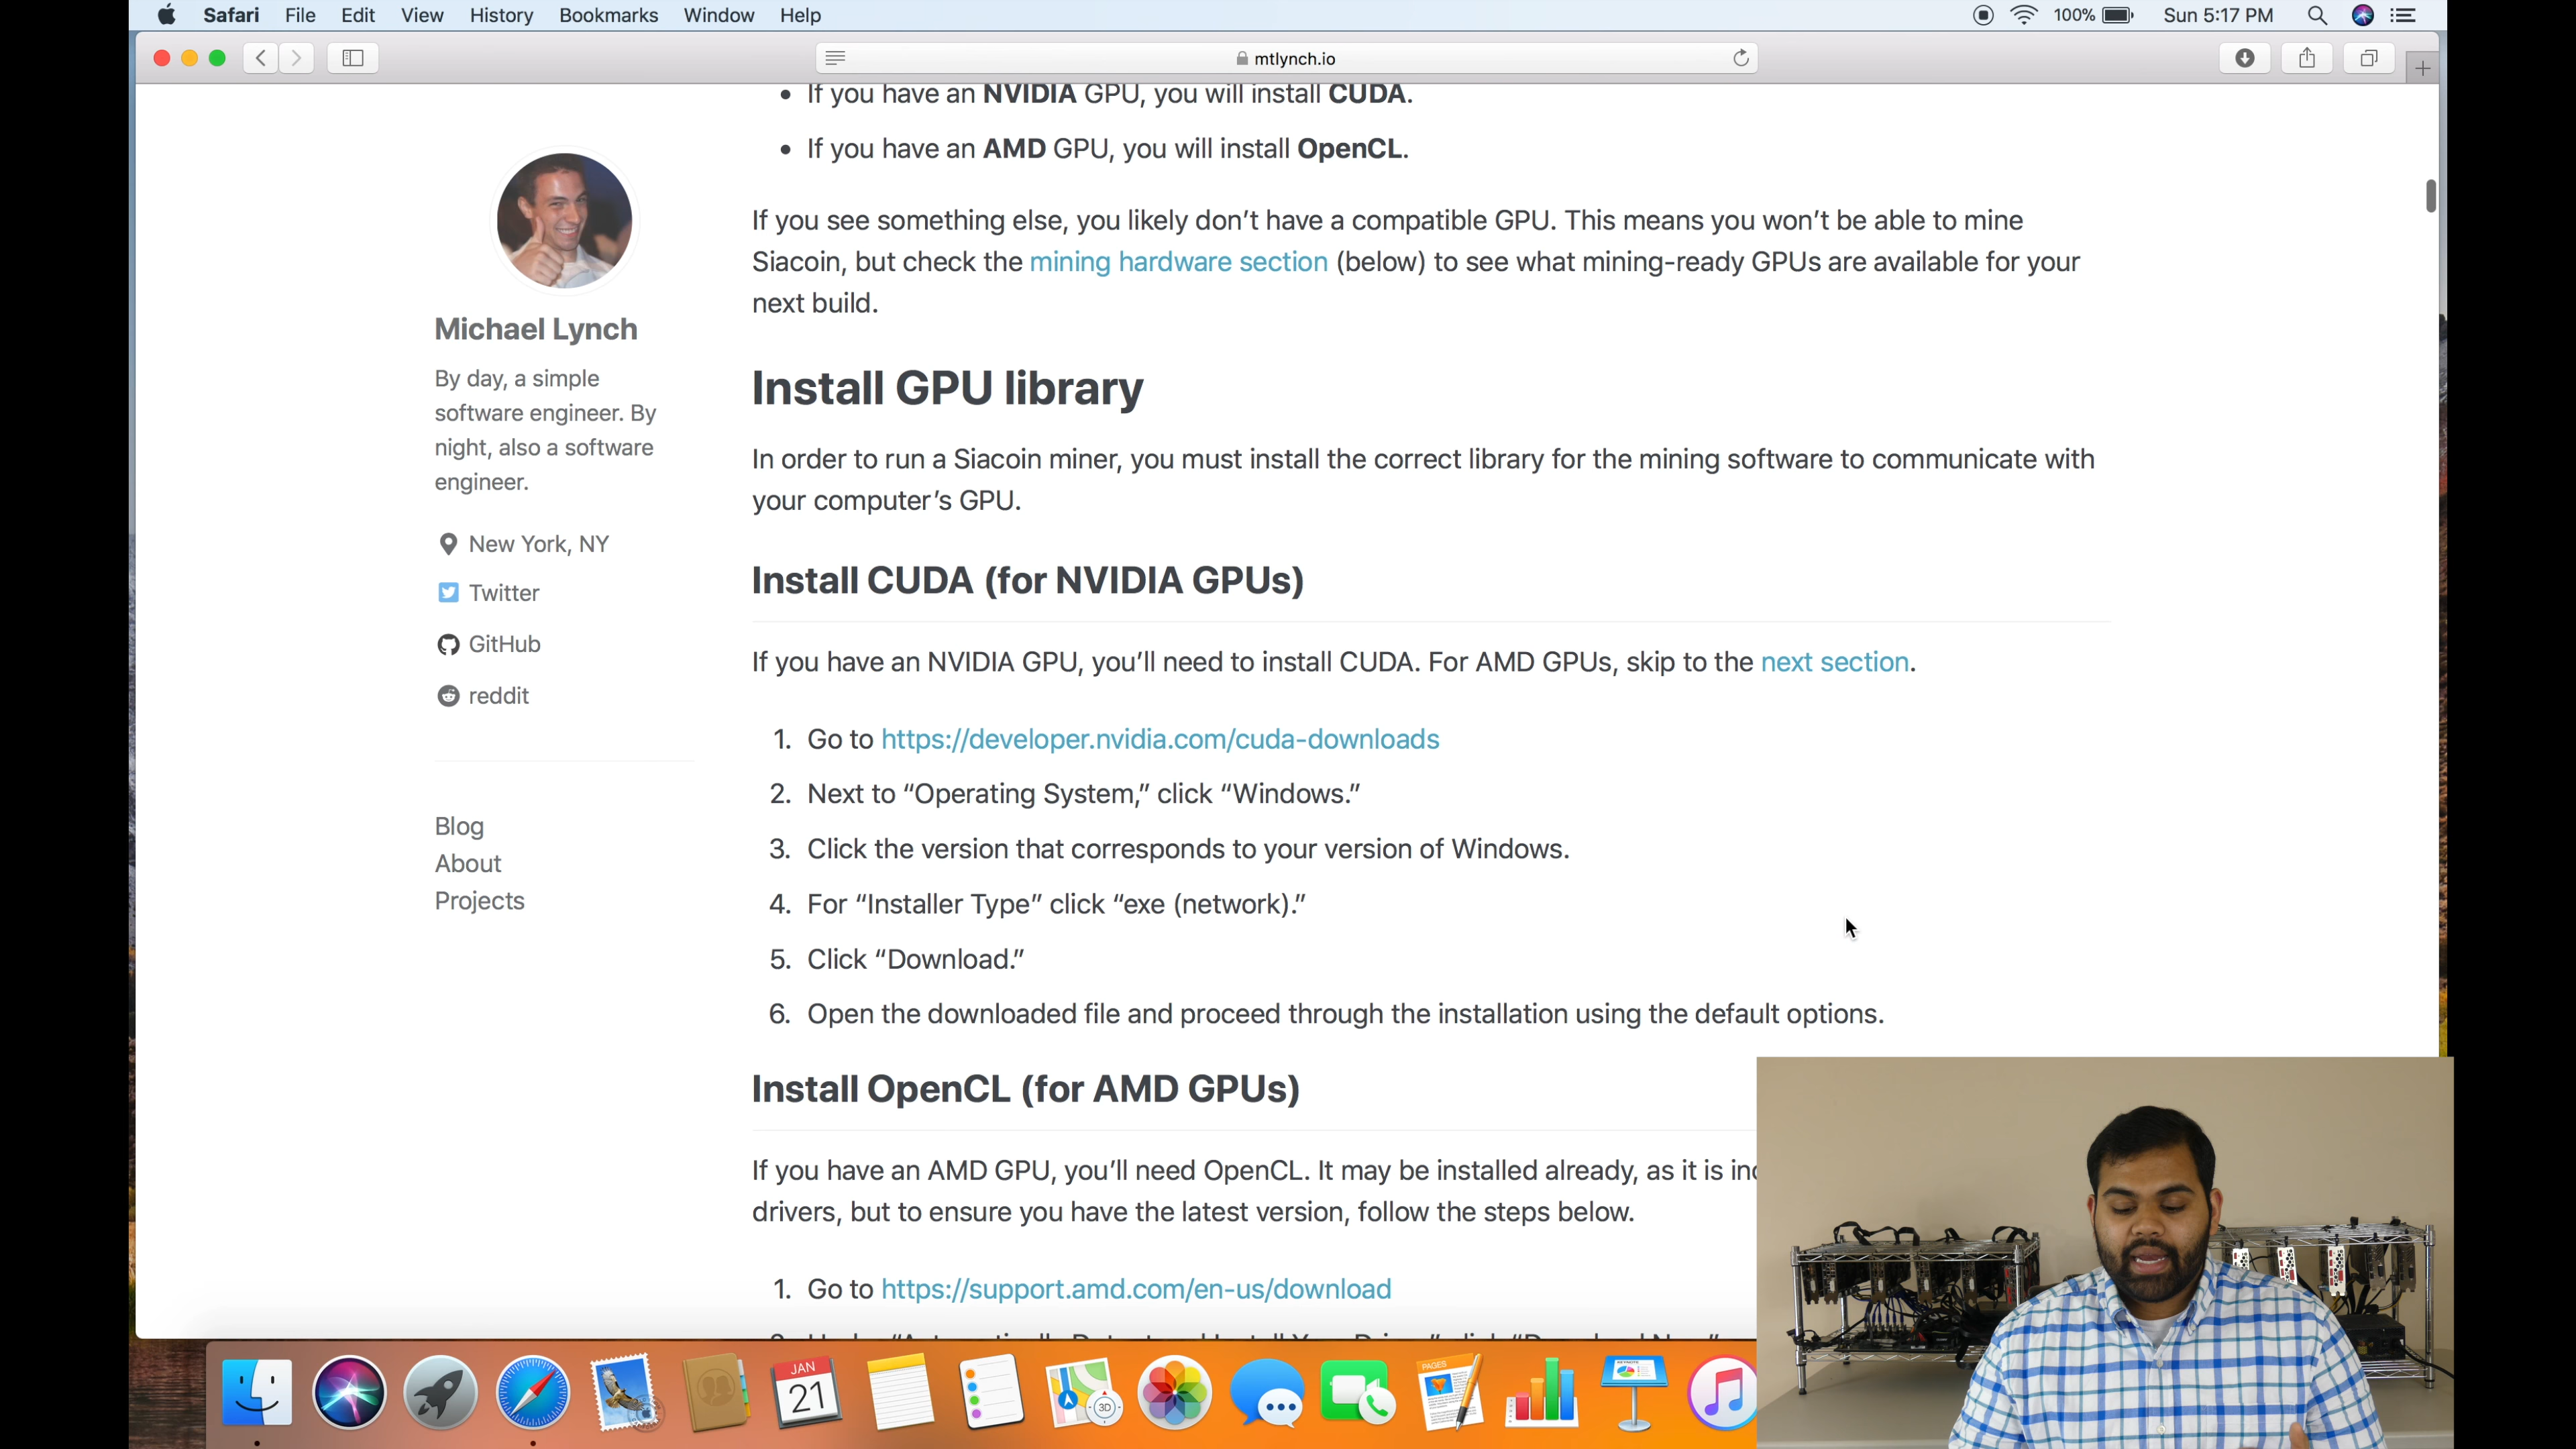 Safari File Edit View History Bookmarks Window Help
100% Sun 5:17 PM
mtlynch.io
If you have an NVIDIA GPU, you will install CUDA.
If you have an AMD GPU, you will install OpenCL.
If you see something else, you likely don’t have a compatible GPU. This means you won’t be able to mine
Siacoin, but check the mining hardware section (below) to see what mining-ready GPUs are available for your
next build.
Michael Lynch
By day, a simple
software engineer. By
night, also a software
engineer.
New York, NY
Twitter
GitHub
reddit
Blog
About
Projects
Install GPU library
In order to run a Siacoin miner, you must install the correct library for the mining software to communicate with
your computer’s GPU.
Install CUDA (for NVIDIA GPUs)
If you have an NVIDIA GPU, you’ll need to install CUDA. For AMD GPUs, skip to the next section.
1. Go to https://developer.nvidia.com/cuda-downloads
2. Next to “Operating System,” click “Windows.”
3. Click the version that corresponds to your version of Windows.
4. For “Installer Type” click “exe (network).”
5. Click “Download.”
6. Open the downloaded file and proceed through the installation using the default options.
Install OpenCL (for AMD GPUs)
If you have an AMD GPU, you’ll need OpenCL. It may be installed already, as it is inc
drivers, but to ensure you have the latest version, follow the steps below.
1. Go to https://support.amd.com/en-us/download
JAN
21
3D
PAGES
KEYNOTE